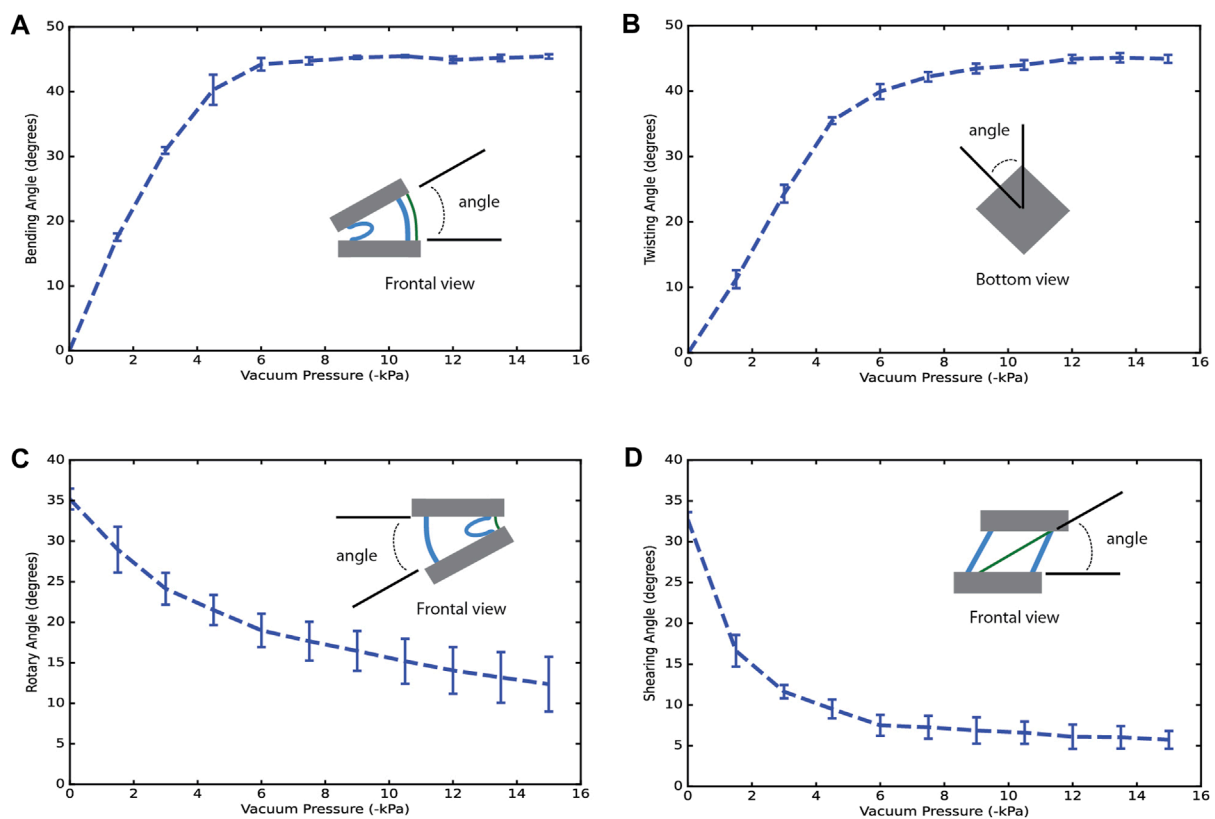 A
Bending Angle (degrees)
50
40
30
20
10
0
0 2 4 6 8 10 12 14 16
Vacuum Pressure (-kPa)
angle
Frontal view
B
Twisting Angle (degrees)
50
40
30
20
10
0
0 2 4 6 8 10 12 14 16
Vacuum Pressure (-kPa)
angle
Bottom view
C
Rotary Angle (degrees)
40
35
30
25
20
15
10
5
0
0 2 4 6 8 10 12 14 16
Vacuum Pressure (-kPa)
angle
Frontal view
D
Shearing Angle (degrees)
40
35
30
25
20
15
10
5
0
0 2 4 6 8 10 12 14 16
Vacuum Pressure (-kPa)
angle
Frontal view